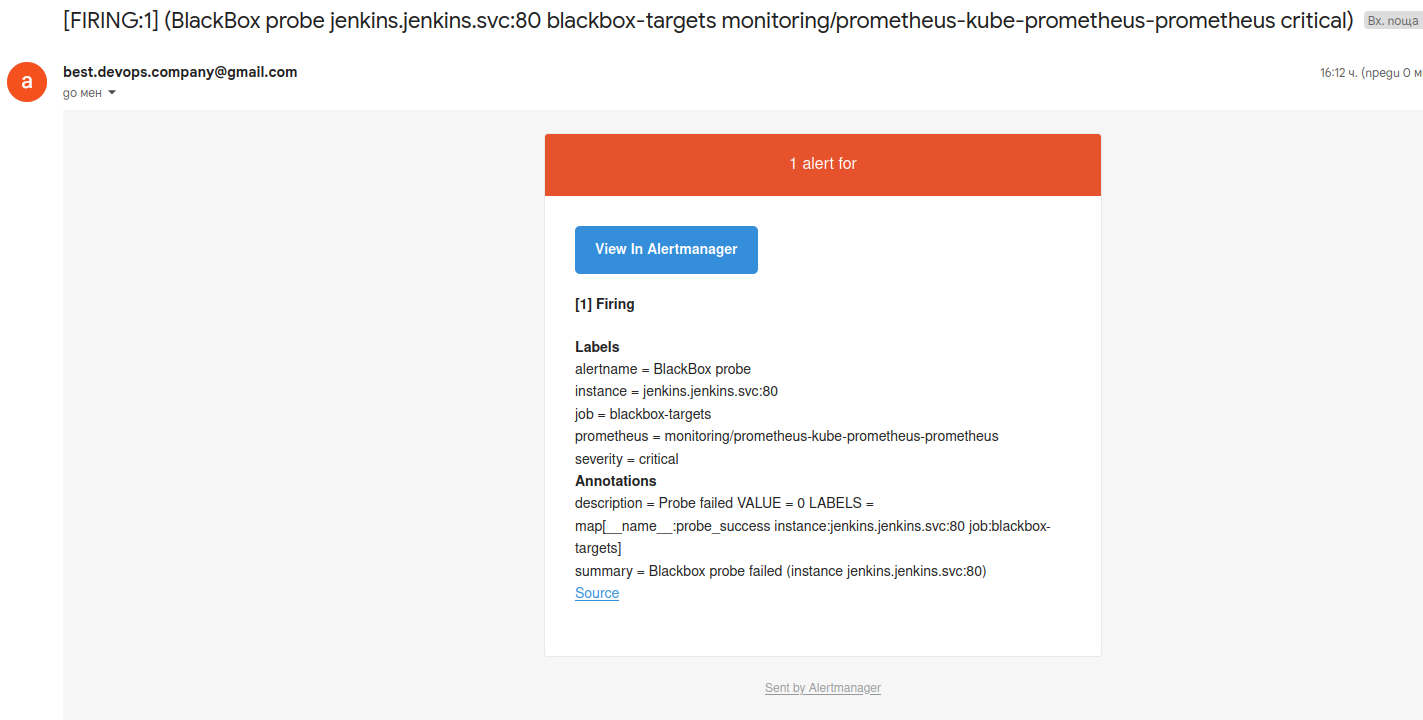 [FIRING:1] (BlackBox probe jenkins.jenkins.svc:80 blackbox-targets monitoring/prometheus-kube-prometheus-prometheus critical) Вх. поща
a
best.devops.company@gmail.com 16:12 ч. (преди 0 м
до мен
1 alert for
View In Alertmanager
[1] Firing
Labels
alertname = BlackBox probe
instance = jenkins.jenkins.svc:80
job = blackbox-targets
prometheus = monitoring/prometheus-kube-prometheus-prometheus
severity = critical
Annotations
description = Probe failed VALUE = 0 LABELS =
map[__name__:probe_success instance:jenkins.jenkins.svc:80 job:blackbox-
targets]
summary = Blackbox probe failed (instance jenkins.jenkins.svc:80)
Source
Sent by Alertmanager